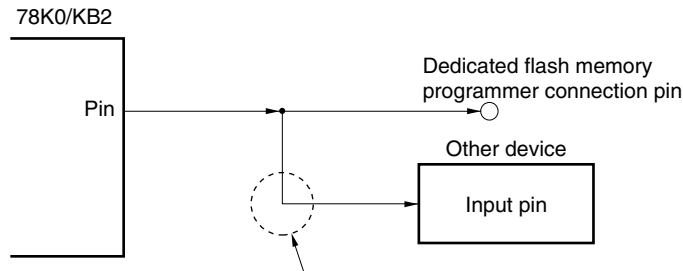 78K0/KB2
Dedicated flash memory
programmer connection pin
Pin
Other device
Input pin